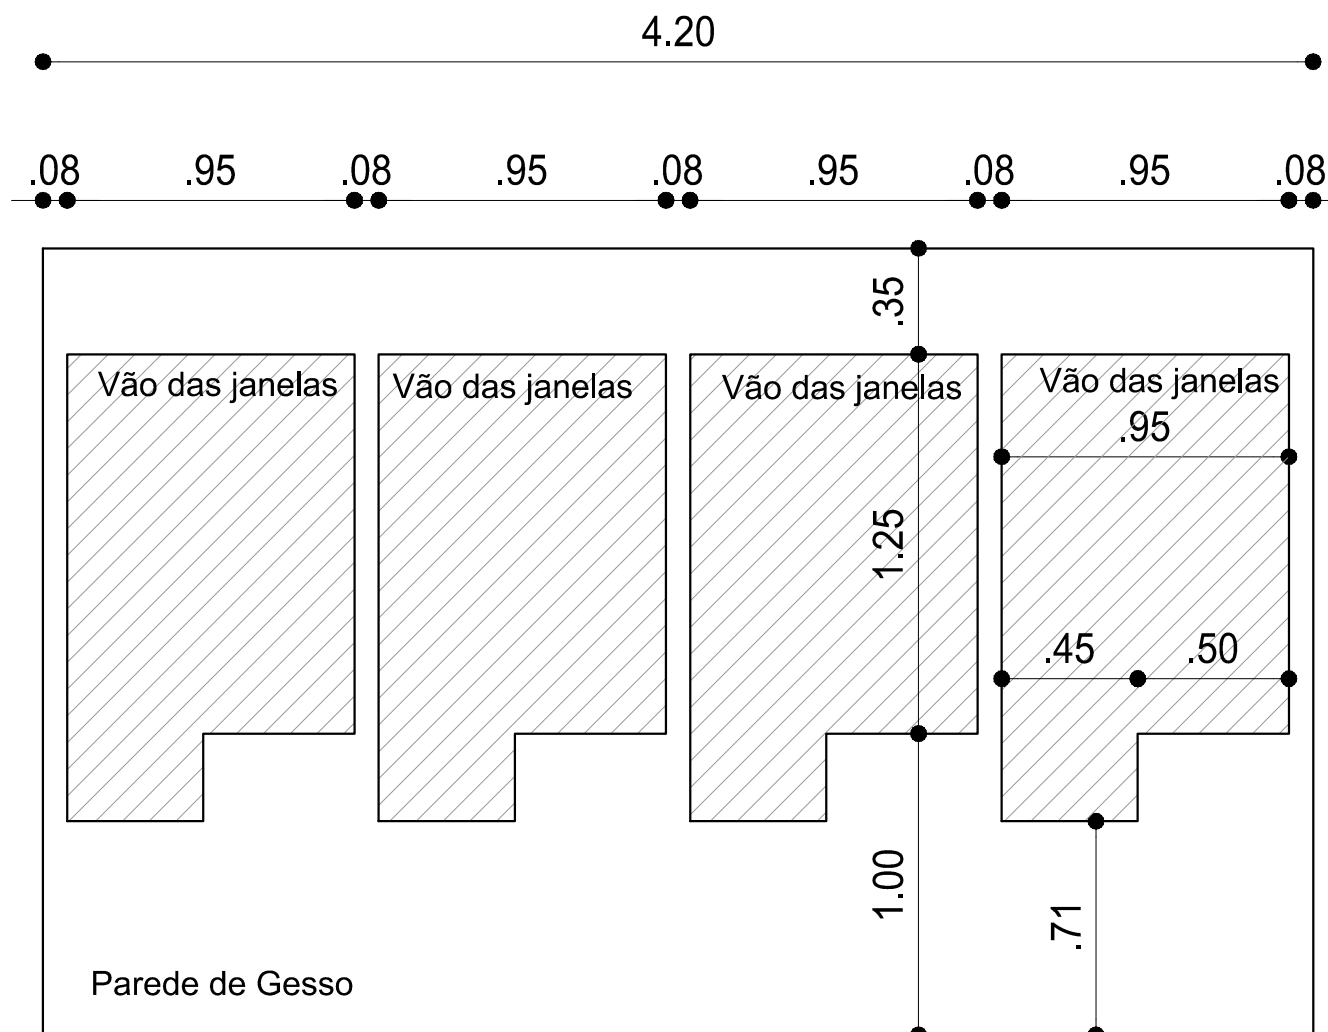 4.20
.08 .95 .08 .95 .08 .95 .08 .95 .08
.35
Vão das janelas Vão das janelas Vão das janelas Vão das janelas
.95
1.25
.45 .50
1.00
.71
Parede de Gesso